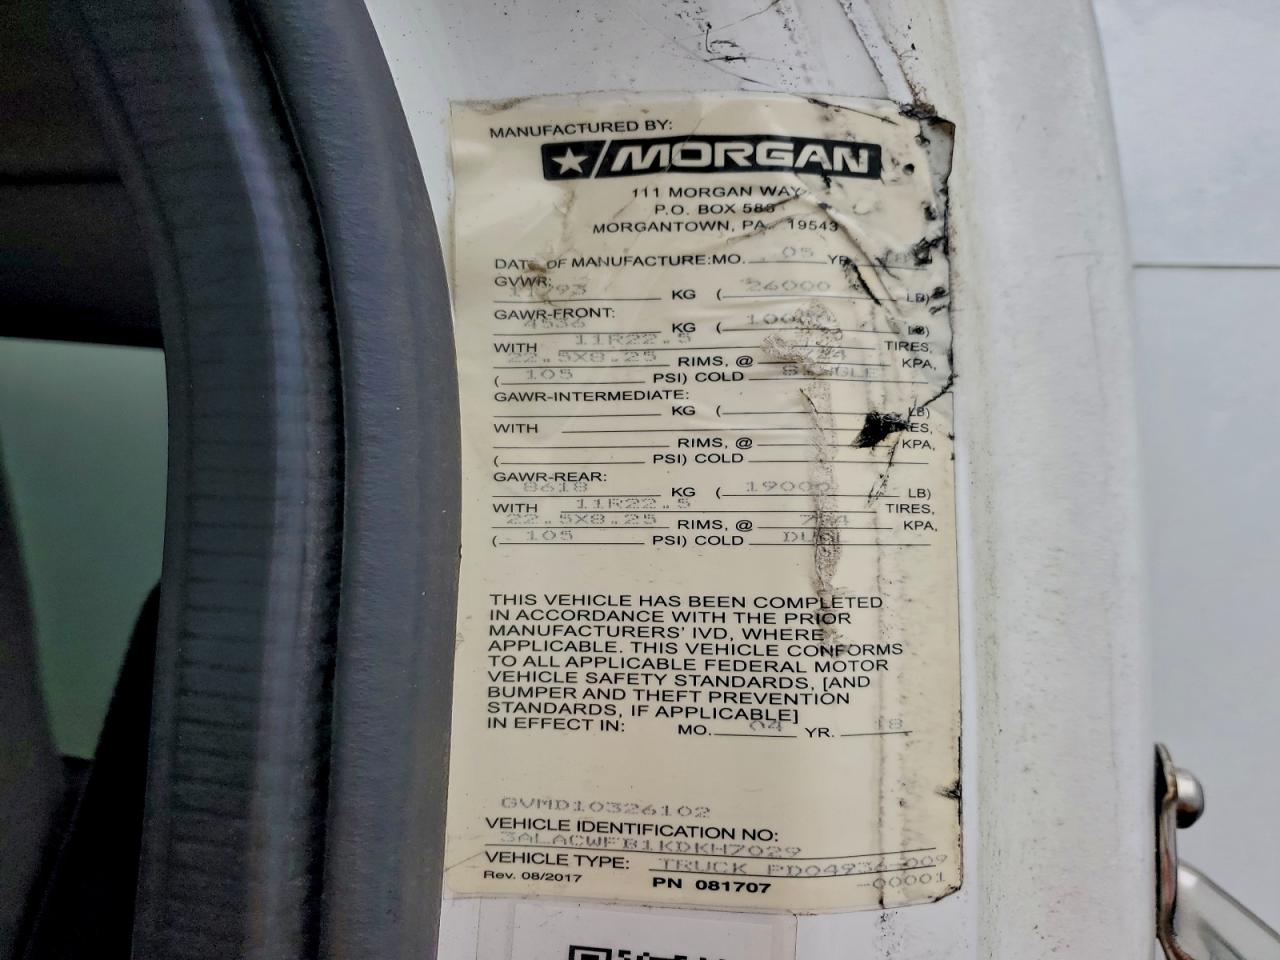 MANUFACTURED BY:
MORGAN
111 MORGAN WAY
P.O. BOX 588
MORGANTOWN, PA. 19543
DATE OF MANUFACTURE: MO. 05 YR.
GVWR:
11793 KG ( 26000 LB)
GAWR-FRONT:
4536 KG ( LB)
WITH 11R22.5 TIRES,
22.5X8.25 RIMS, @ 724 KPA,
( 105 PSI) COLD SINGLE
GAWR-INTERMEDIATE:
KG ( LB)
WITH TIRES,
RIMS, @ KPA,
( PSI) COLD
GAWR-REAR:
8618 KG ( 19000 LB)
WITH 11R22.5 TIRES,
22.5X8.25 RIMS, @ 724 KPA,
( 105 PSI) COLD DUAL
THIS VEHICLE HAS BEEN COMPLETED
IN ACCORDANCE WITH THE PRIOR
MANUFACTURERS' IVD, WHERE
APPLICABLE. THIS VEHICLE CONFORMS
TO ALL APPLICABLE FEDERAL MOTOR
VEHICLE SAFETY STANDARDS, [AND
BUMPER AND THEFT PREVENTION
STANDARDS, IF APPLICABLE]
IN EFFECT IN: MO. 04 YR. 18
GVMD10326102
VEHICLE IDENTIFICATION NO:
3ALACWFB1KDKH7029
VEHICLE TYPE: TRUCK PD04936-009
-00001
Rev. 08/2017 PN 081707